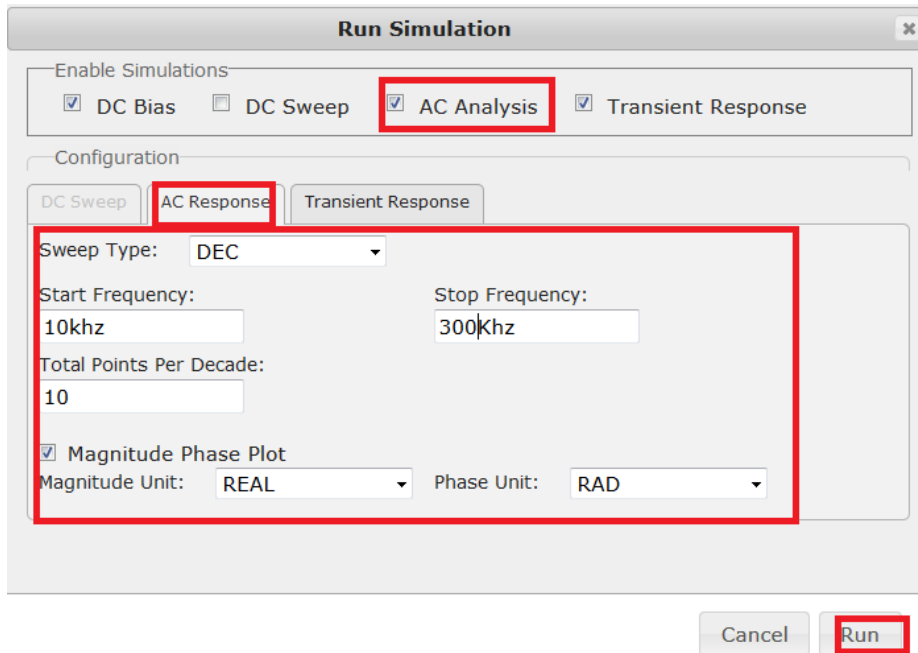 Run Simulation
Enable Simulations
DC Bias DC Sweep AC Analysis Transient Response
Configuration
DC Sweep AC Response Transient Response
Sweep Type: DEC
Start Frequency: Stop Frequency:
10khz 300Khz
Total Points Per Decade:
10
Magnitude Phase Plot
Magnitude Unit: REAL Phase Unit: RAD
Cancel Run